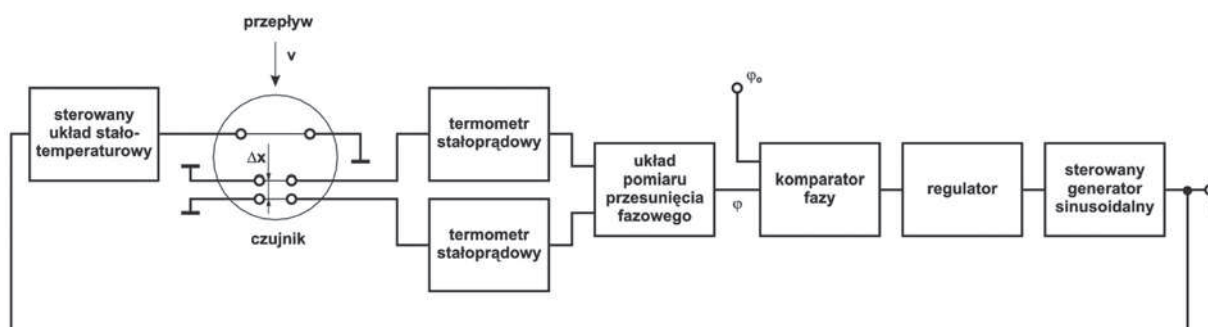 przepływ
v
sterowany
układ stało-
temperaturowy
Δx
czujnik
termometr
stałoprądowy
termometr
stałoprądowy
układ
pomiaru
przesunięcia
fazowego
φ
φ₀
komparator
fazy
regulator
sterowany
generator
sinusoidalny